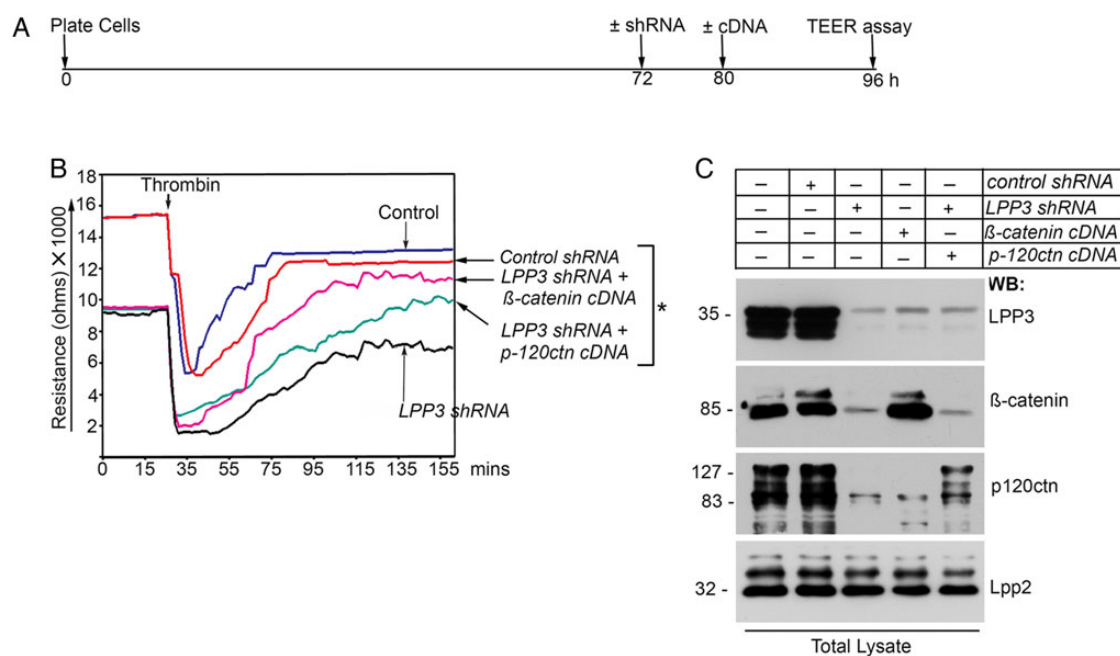 A
Plate Cells
± shRNA
± cDNA
TEER assay
0
72
80
96 h
B
Resistance (ohms) X 1000
18
16
14
12
10
8
6
4
2
Thrombin
Control
Control shRNA
LPP3 shRNA +
ß-catenin cDNA
LPP3 shRNA +
p-120ctn cDNA
*
LPP3 shRNA
0 15 35 55 75 95 115 135 155 mins
C
– + – – – control shRNA
– – + – + LPP3 shRNA
– – – + – ß-catenin cDNA
– – – – + p-120ctn cDNA
WB:
35 - LPP3
85 - ß-catenin
127 - p120ctn
83 -
32 - Lpp2
Total Lysate